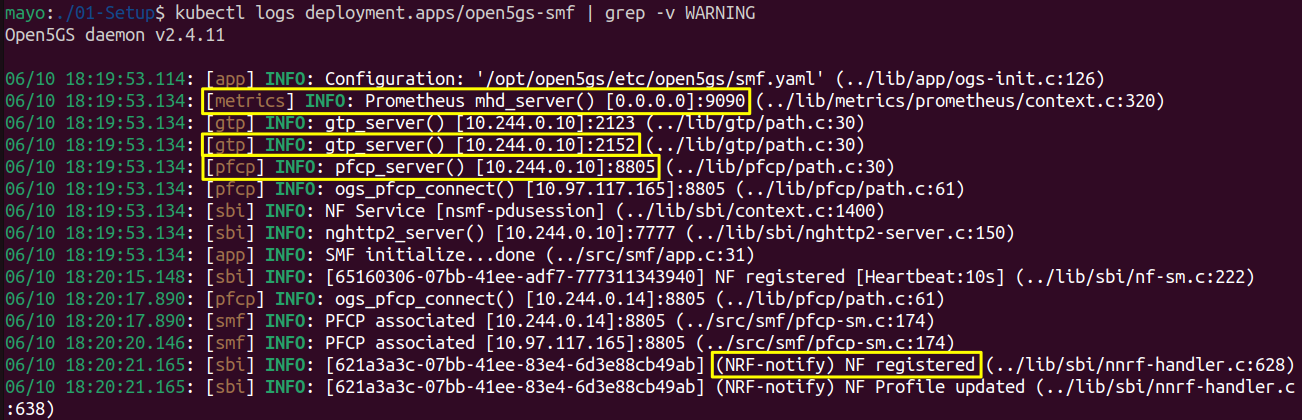 mayo:./01-Setup$ kubectl logs deployment.apps/open5gs-smf | grep -v WARNING
Open5GS daemon v2.4.11
06/10 18:19:53.114: [app] INFO: Configuration: '/opt/open5gs/etc/open5gs/smf.yaml' (../lib/app/ogs-init.c:126)
06/10 18:19:53.134: [metrics] INFO: Prometheus mhd_server() [0.0.0.0]:9090 (../lib/metrics/prometheus/context.c:320)
06/10 18:19:53.134: [gtp] INFO: gtp_server() [10.244.0.10]:2123 (../lib/gtp/path.c:30)
06/10 18:19:53.134: [gtp] INFO: gtp_server() [10.244.0.10]:2152 (../lib/gtp/path.c:30)
06/10 18:19:53.134: [pfcp] INFO: pfcp_server() [10.244.0.10]:8805 (../lib/pfcp/path.c:30)
06/10 18:19:53.134: [pfcp] INFO: ogs_pfcp_connect() [10.97.117.165]:8805 (../lib/pfcp/path.c:61)
06/10 18:19:53.134: [sbi] INFO: NF Service [nsmf-pdusession] (../lib/sbi/context.c:1400)
06/10 18:19:53.134: [sbi] INFO: nghttp2_server() [10.244.0.10]:7777 (../lib/sbi/nghttp2-server.c:150)
06/10 18:19:53.134: [app] INFO: SMF initialize...done (../src/smf/app.c:31)
06/10 18:20:15.148: [sbi] INFO: [65160306-07bb-41ee-adf7-777311343940] NF registered [Heartbeat:10s] (../lib/sbi/nf-sm.c:222)
06/10 18:20:17.890: [pfcp] INFO: ogs_pfcp_connect() [10.244.0.14]:8805 (../lib/pfcp/path.c:61)
06/10 18:20:17.890: [smf] INFO: PFCP associated [10.244.0.14]:8805 (../src/smf/pfcp-sm.c:174)
06/10 18:20:20.146: [smf] INFO: PFCP associated [10.97.117.165]:8805 (../src/smf/pfcp-sm.c:174)
06/10 18:20:21.165: [sbi] INFO: [621a3a3c-07bb-41ee-83e4-6d3e88cb49ab] (NRF-notify) NF registered (../lib/sbi/nnrf-handler.c:628)
06/10 18:20:21.165: [sbi] INFO: [621a3a3c-07bb-41ee-83e4-6d3e88cb49ab] (NRF-notify) NF Profile updated (../lib/sbi/nnrf-handler.c
:638)